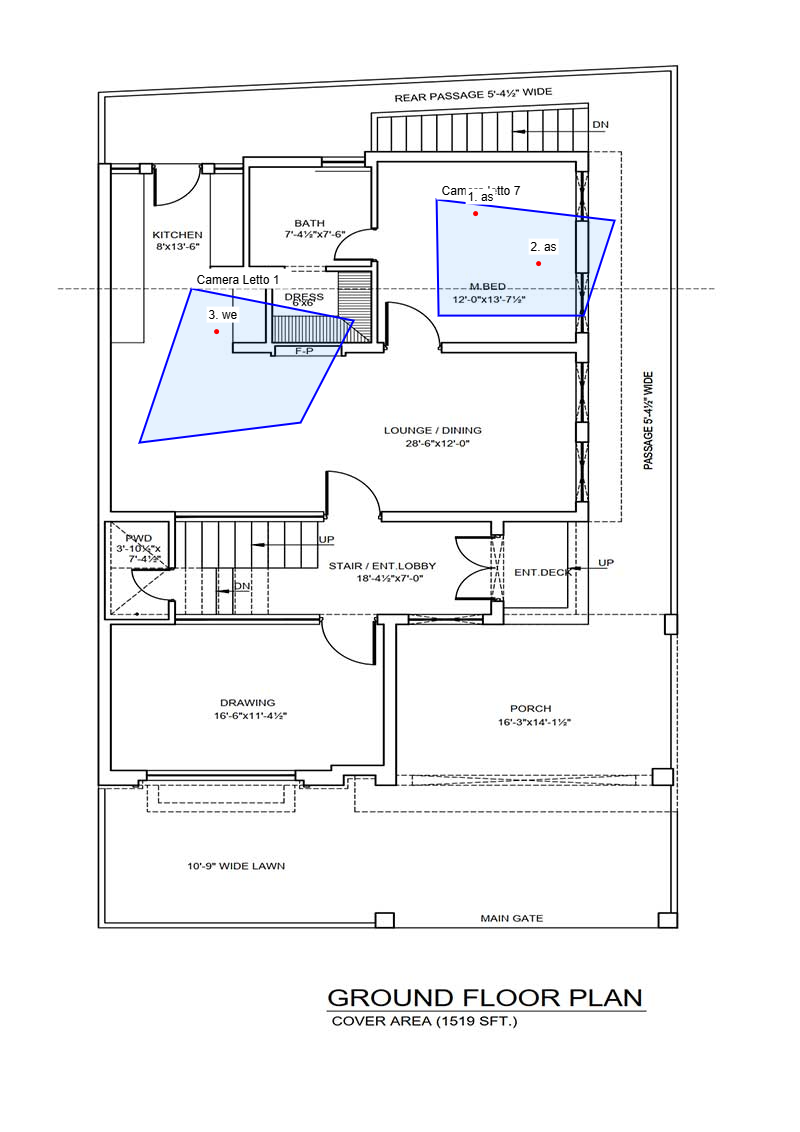 REAR PASSAGE 5'-4½" WIDE
DN
Camera Letto 7
1. as
BATH
7'-4½"x7'-6"
KITCHEN
8'x13'-6"
2. as
M.BED
12'-0"x13'-7½"
Camera Letto 1
DRESS
6'x6'
3. we
F-P
LOUNGE / DINING
28'-6"x12'-0"
PASSAGE 5'-4½" WIDE
PWD
3'-10½"x
7'-4½"
UP
STAIR / ENT.LOBBY
18'-4½"x7'-0"
DN
ENT.DECK
UP
DRAWING
16'-6"x11'-4½"
PORCH
16'-3"x14'-1½"
10'-9" WIDE LAWN
MAIN GATE
GROUND FLOOR PLAN
COVER AREA (1519 SFT.)